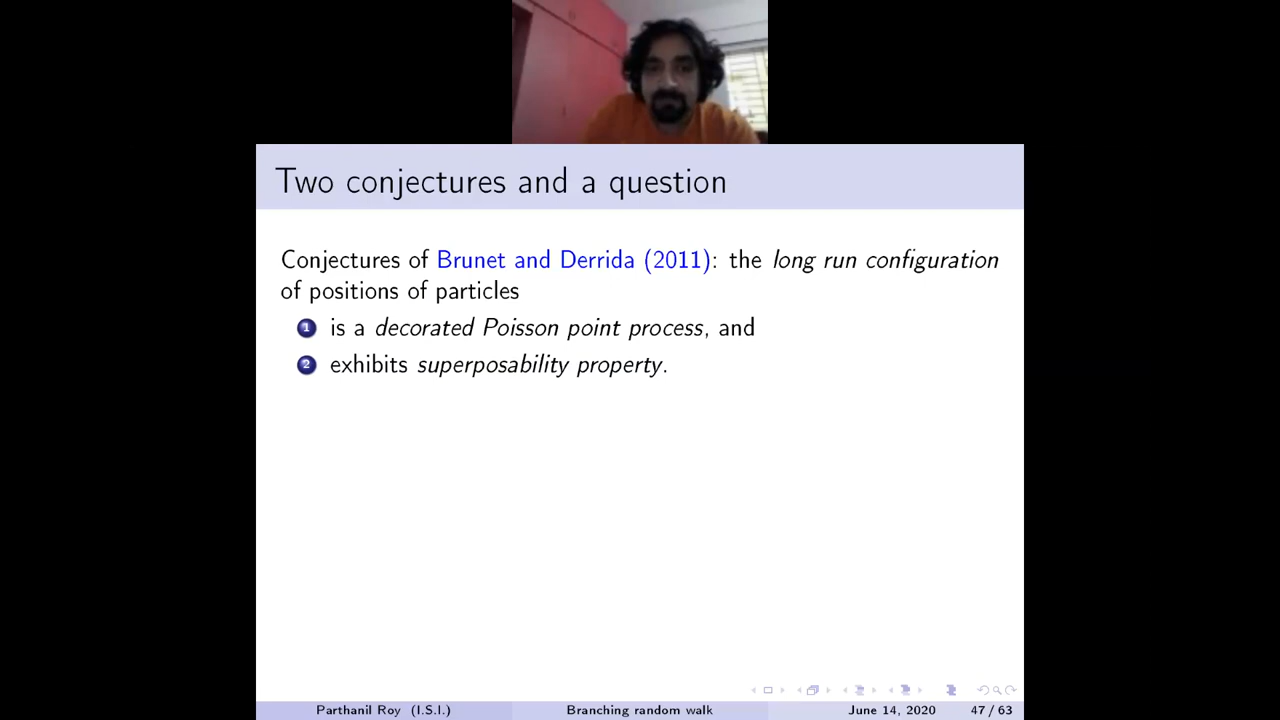 Two conjectures and a question
Conjectures of Brunet and Derrida (2011): the long run configuration
of positions of particles
1 is a decorated Poisson point process, and
2 exhibits superposability property.
Parthanil Roy (I.S.I.) Branching random walk June 14, 2020 47 / 63